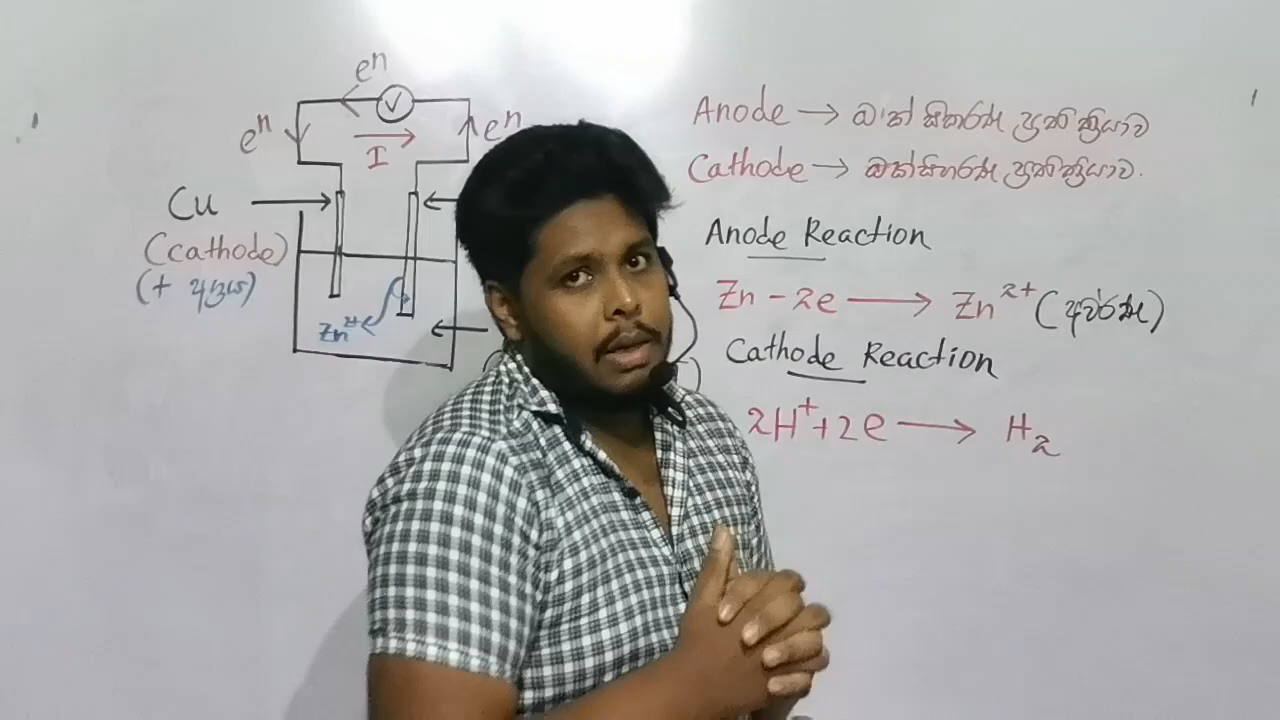 eⁿ
eⁿ
eⁿ
V
I
Cu
(cathode)
(+ අග්‍රය)
Zn²⁺
Anode → ඔක්සිකරණ ප්‍රතික්‍රියාව
Cathode → ඔක්සිහරණ ප්‍රතික්‍රියාව.
Anode Reaction
Zn - 2e → Zn²⁺ (අවර්ණ)
Cathode Reaction
2H⁺+2e → H₂